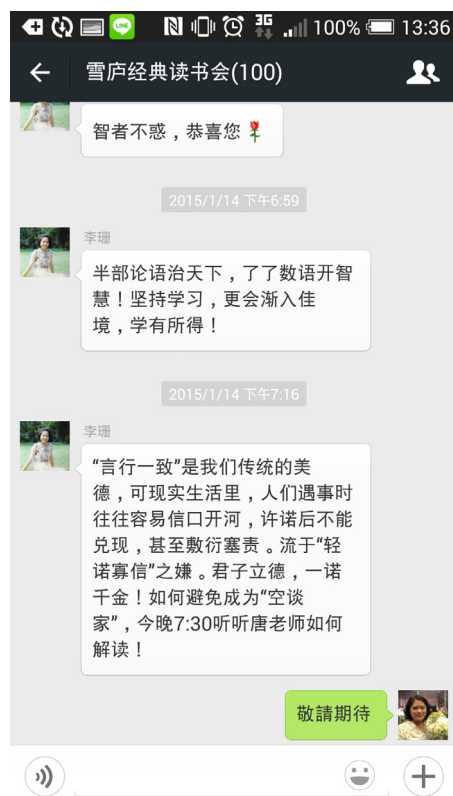 LINE
3G
100%
13:36
雪庐经典读书会(100)
智者不惑，恭喜您
2015/1/14 下午6:59
李珊
半部论语治天下，了了数语开智
慧！坚持学习，更会渐入佳
境，学有所得！
2015/1/14 下午7:16
李珊
“言行一致”是我们传统的美
德，可现实生活里，人们遇事时
往往容易信口开河，许诺后不能
兑现，甚至敷衍塞责。流于“轻
诺寡信”之嫌。君子立德，一诺
千金！如何避免成为“空谈
家”，今晚7:30听听唐老师如何
解读！
敬請期待